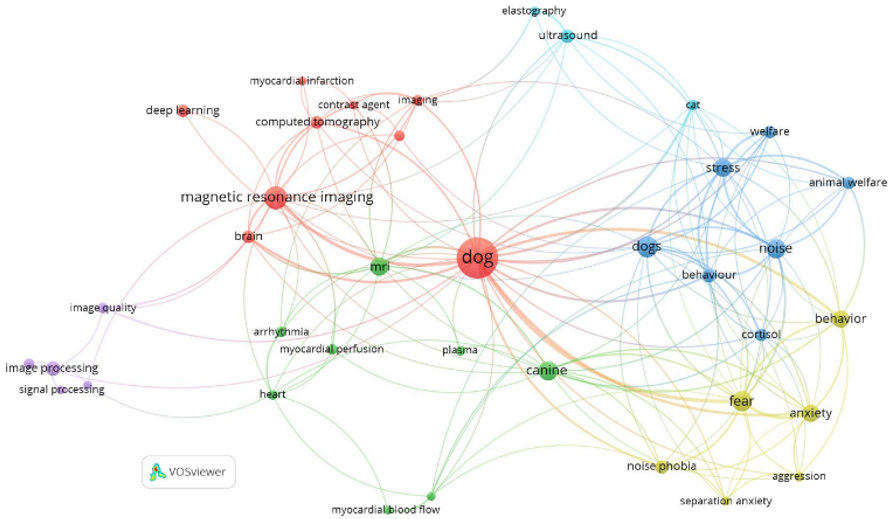 elastography
ultrasound
myocardial infarction
deep learning
contrast agent
imaging
cat
computed tomography
welfare
stress
animal welfare
magnetic resonance imaging
brain
dog
dogs
noise
mri
behaviour
image quality
behavior
arrhythmia
cortisol
myocardial perfusion
plasma
image processing
canine
signal processing
heart
fear
anxiety
noise phobia
VOSviewer
aggression
separation anxiety
myocardial blood flow